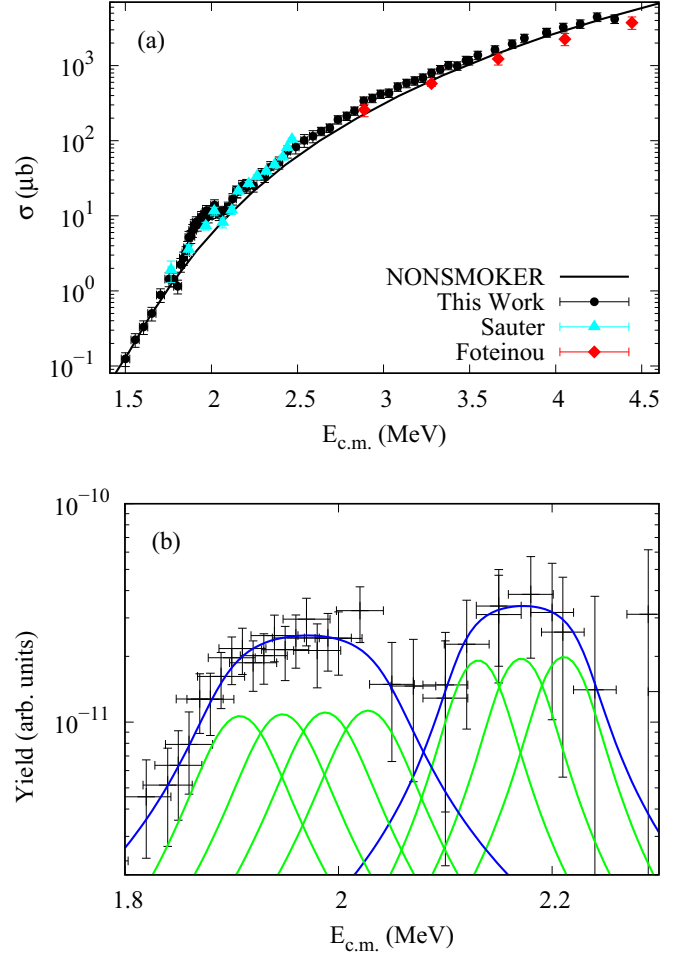 (a)
10³
10²
10¹
10⁰
10⁻¹
σ (μb)
NONSMOKER
This Work
Sauter
Foteinou
1.5 2 2.5 3 3.5 4 4.5
E_c.m. (MeV)
(b)
10⁻¹⁰
10⁻¹¹
Yield (arb. units)
1.8 2 2.2
E_c.m. (MeV)